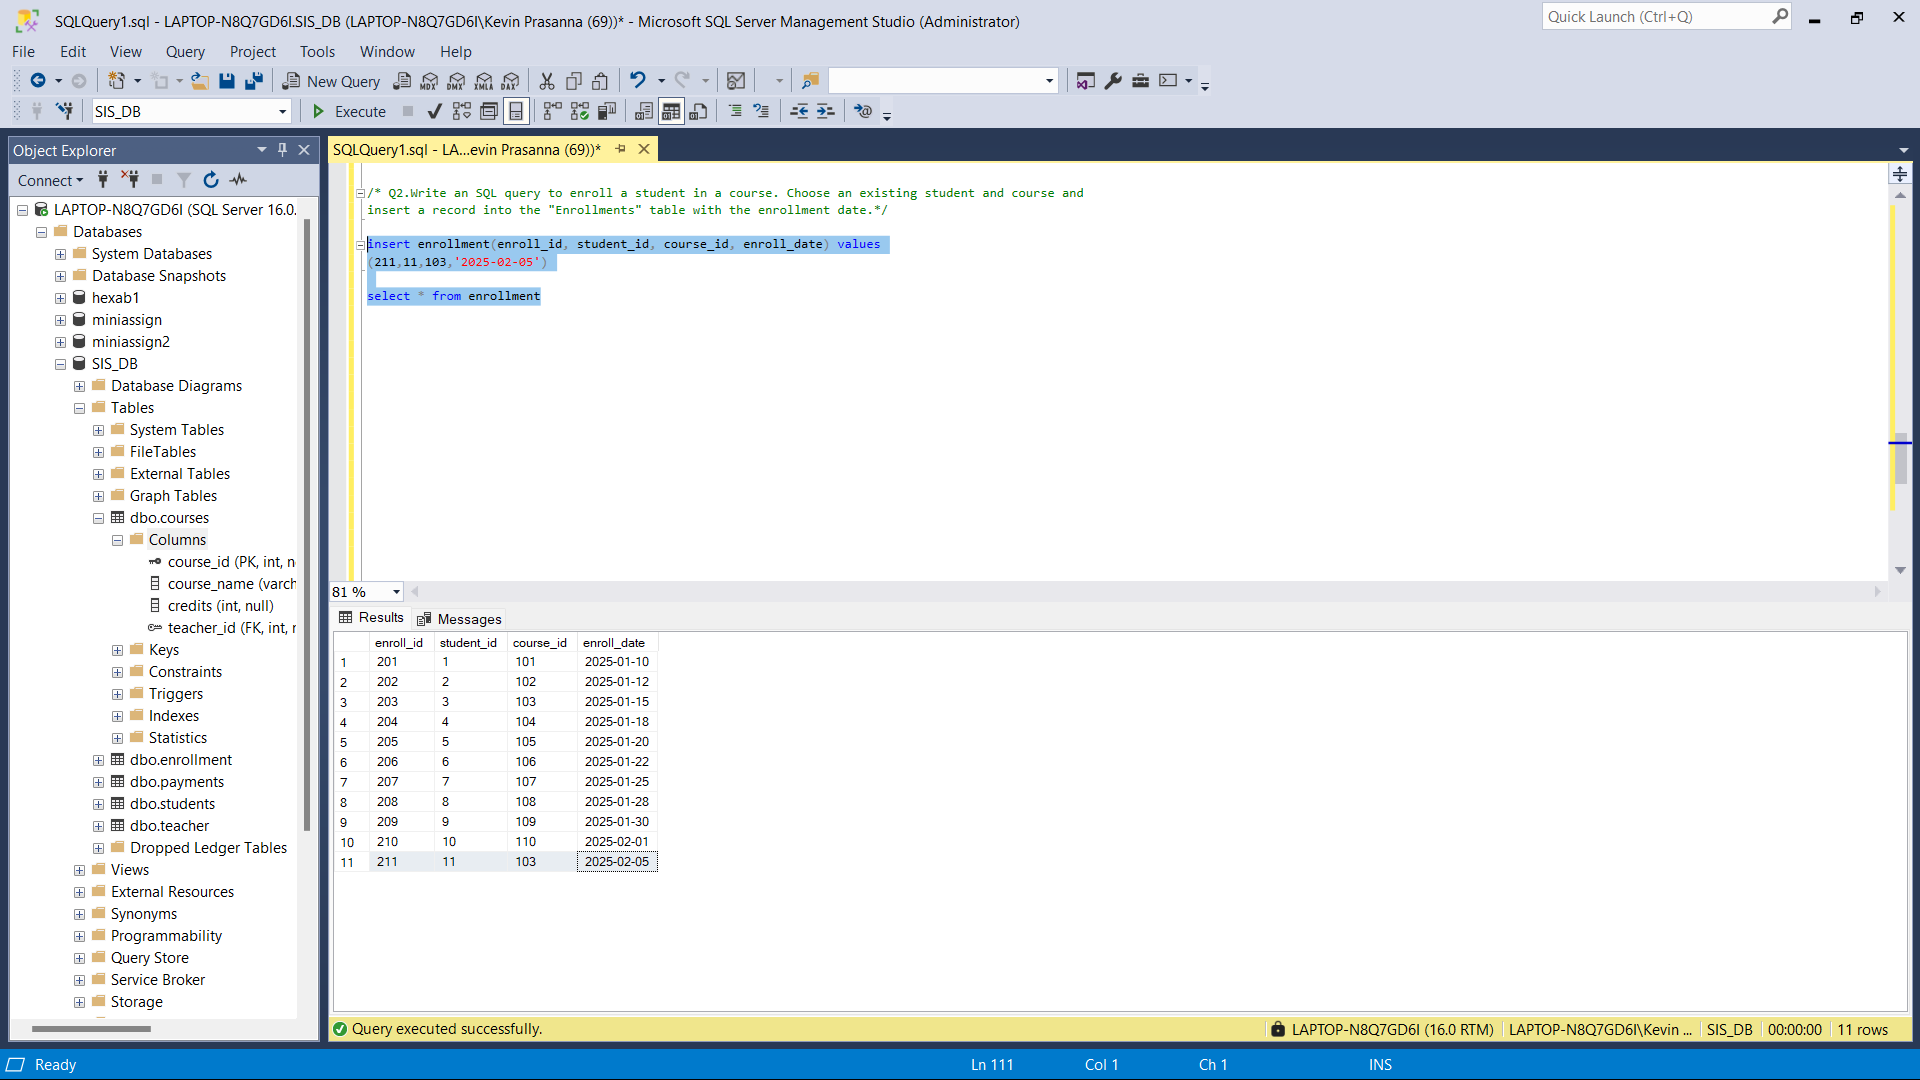 SQLQuery1.sql - LAPTOP-N8Q7GD6I.SIS_DB (LAPTOP-N8Q7GD6I\Kevin Prasanna (69))* - Microsoft SQL Server Management Studio (Administrator)
Quick Launch (Ctrl+Q)
File Edit View Query Project Tools Window Help
New Query MDX DMX XMLA DAX
SIS_DB Execute
Object Explorer
Connect
LAPTOP-N8Q7GD6I (SQL Server 16.0.
Databases
System Databases
Database Snapshots
hexab1
miniassign
miniassign2
SIS_DB
Database Diagrams
Tables
System Tables
FileTables
External Tables
Graph Tables
dbo.courses
Columns
course_id (PK, int, n
course_name (varch
credits (int, null)
teacher_id (FK, int, r
Keys
Constraints
Triggers
Indexes
Statistics
dbo.enrollment
dbo.payments
dbo.students
dbo.teacher
Dropped Ledger Tables
Views
External Resources
Synonyms
Programmability
Query Store
Service Broker
Storage
SQLQuery1.sql - LA...evin Prasanna (69))*
/* Q2.Write an SQL query to enroll a student in a course. Choose an existing student and course and
insert a record into the "Enrollments" table with the enrollment date.*/
insert enrollment(enroll_id, student_id, course_id, enroll_date) values
(211,11,103,'2025-02-05')
select * from enrollment
81 %
Results Messages
enroll_id student_id course_id enroll_date
1 201 1 101 2025-01-10
2 202 2 102 2025-01-12
3 203 3 103 2025-01-15
4 204 4 104 2025-01-18
5 205 5 105 2025-01-20
6 206 6 106 2025-01-22
7 207 7 107 2025-01-25
8 208 8 108 2025-01-28
9 209 9 109 2025-01-30
10 210 10 110 2025-02-01
11 211 11 103 2025-02-05
Query executed successfully. LAPTOP-N8Q7GD6I (16.0 RTM) LAPTOP-N8Q7GD6I\Kevin ... SIS_DB 00:00:00 11 rows
Ready Ln 111 Col 1 Ch 1 INS